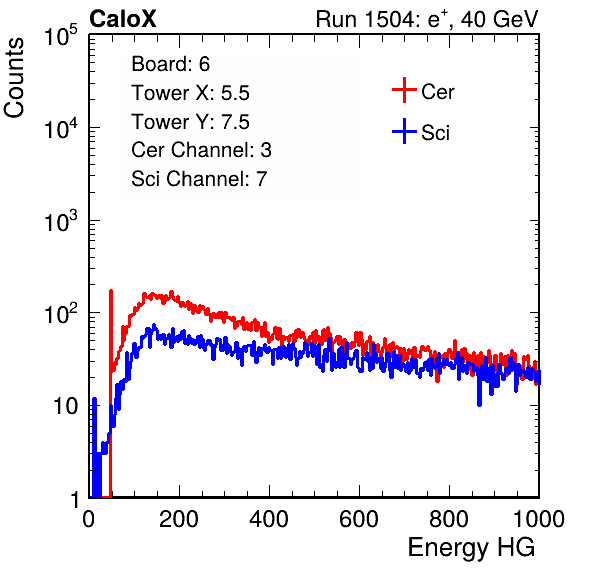 CaloX Run 1504: e⁺, 40 GeV
Counts
10⁵
10⁴
10³
10²
10
1
Board: 6
Tower X: 5.5
Tower Y: 7.5
Cer Channel: 3
Sci Channel: 7
Cer
Sci
0 200 400 600 800 1000
Energy HG